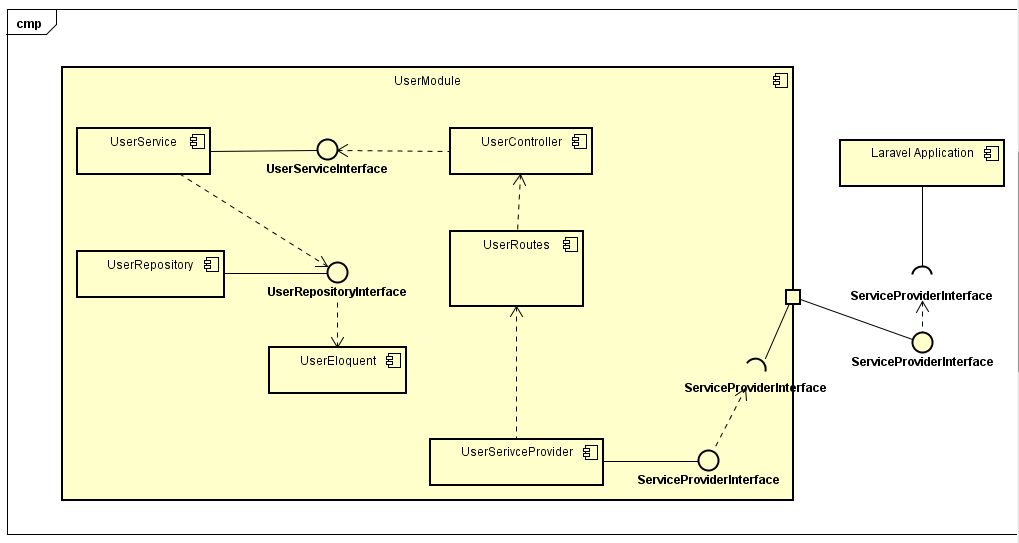 cmp
UserModule
UserService
UserServiceInterface
UserController
Laravel Application
UserRepository
UserRepositoryInterface
UserRoutes
ServiceProviderInterface
ServiceProviderInterface
UserEloquent
ServiceProviderInterface
UserSerivceProvider
ServiceProviderInterface